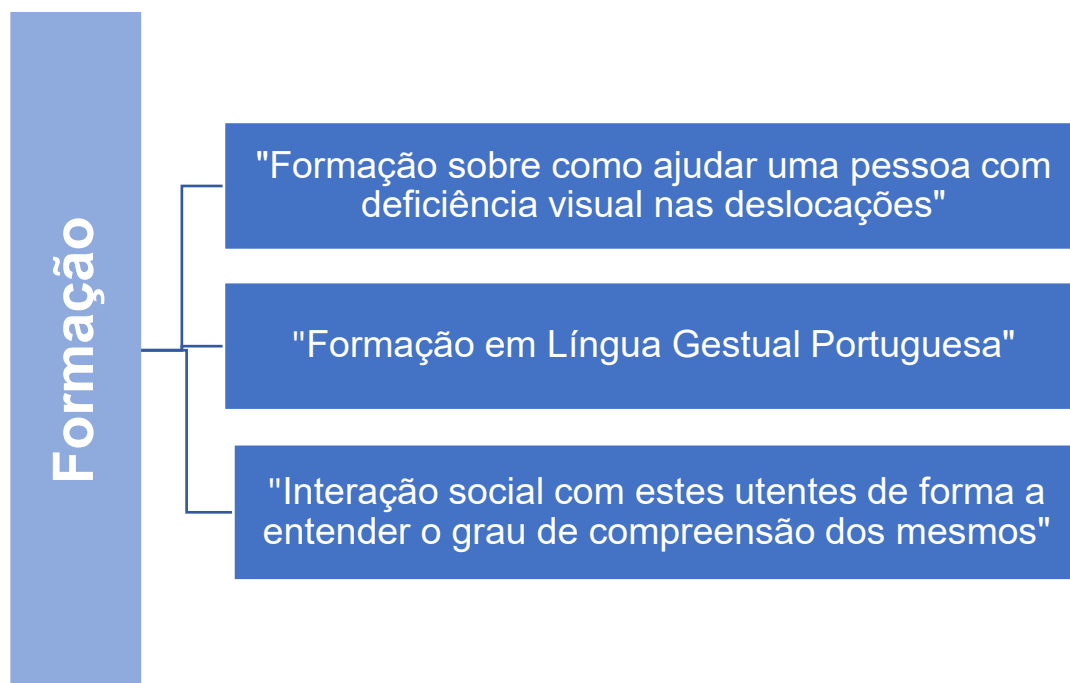 Formação
"Formação sobre como ajudar uma pessoa com
deficiência visual nas deslocações"
"Formação em Língua Gestual Portuguesa"
"Interação social com estes utentes de forma a
entender o grau de compreensão dos mesmos"